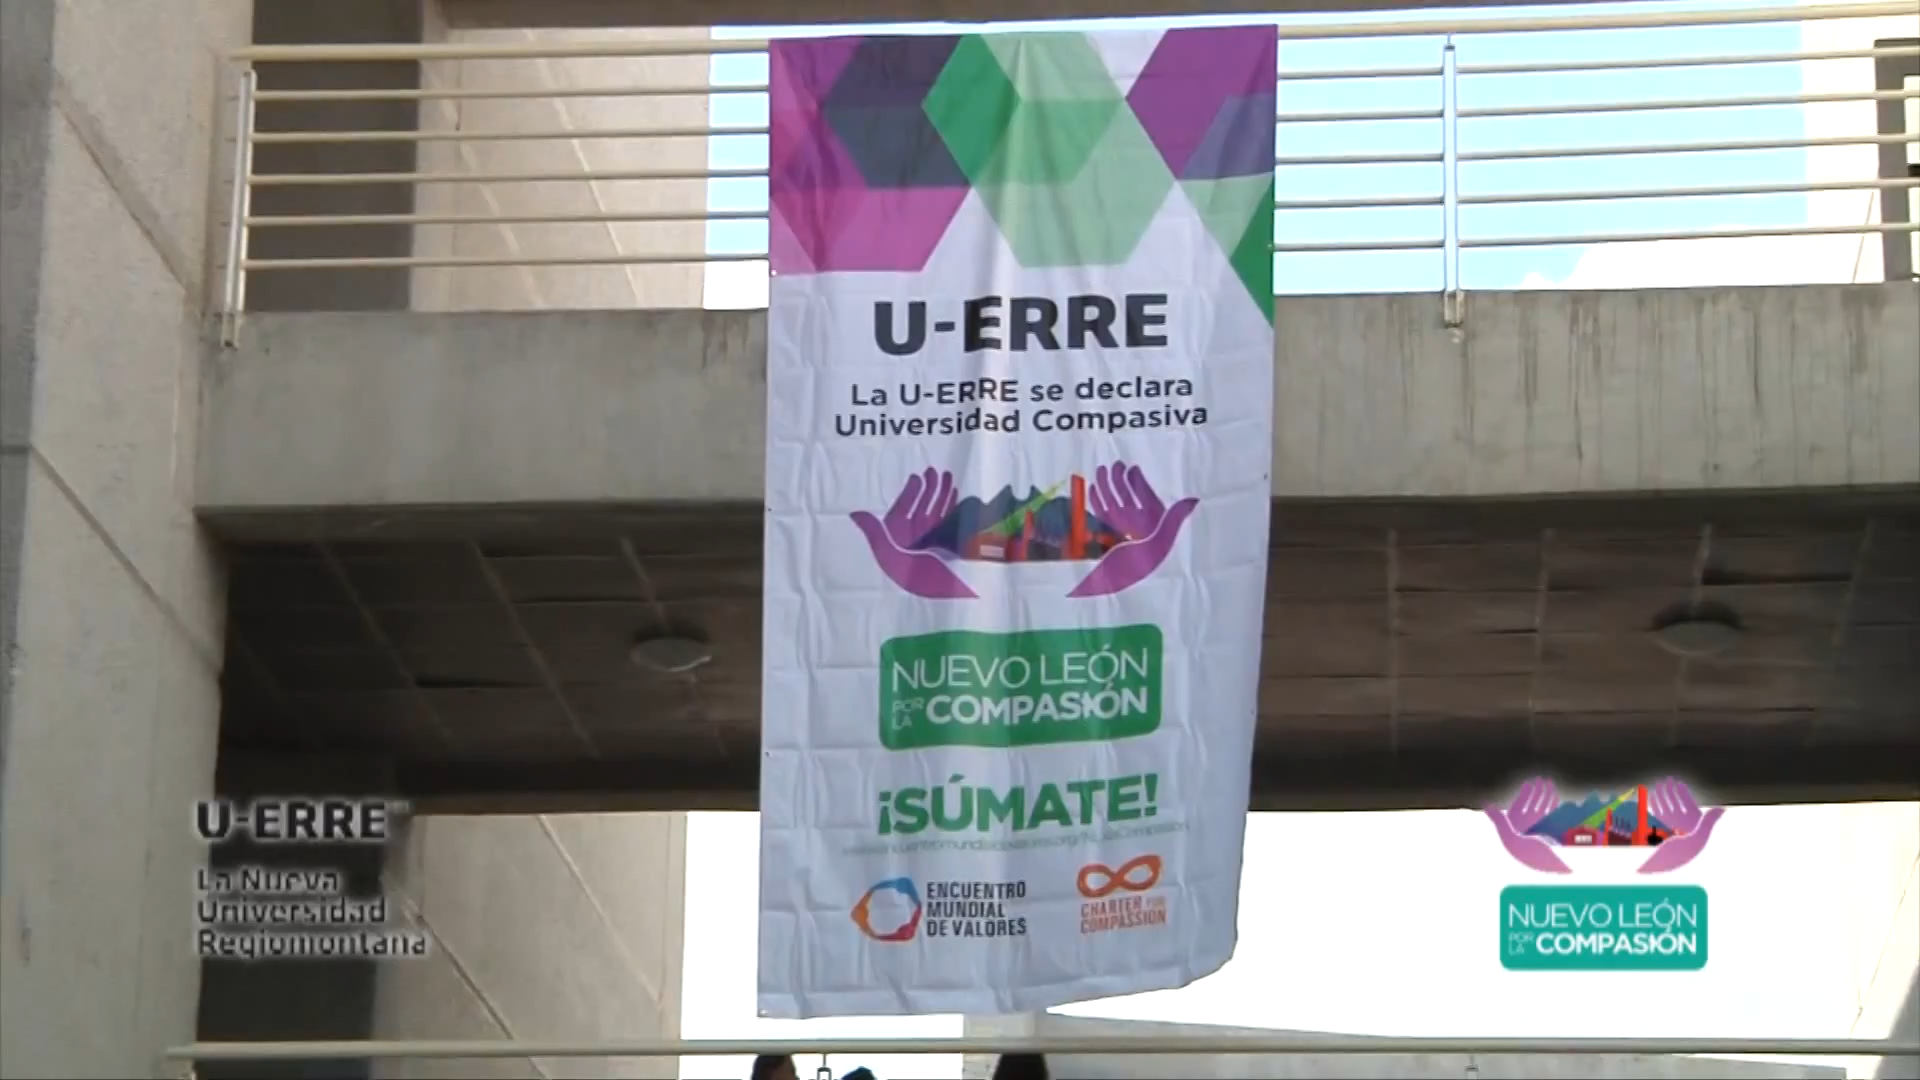 U-ERRE
La U-ERRE se declara
Universidad Compasiva
NUEVO LEÓN
POR LA COMPASIÓN
¡SÚMATE!
ENCUENTRO
MUNDIAL
DE VALORES
CHARTER FOR
COMPASSION
U-ERRE
La Nueva
Universidad
Regiomontana
NUEVO LEÓN
POR LA COMPASIÓN